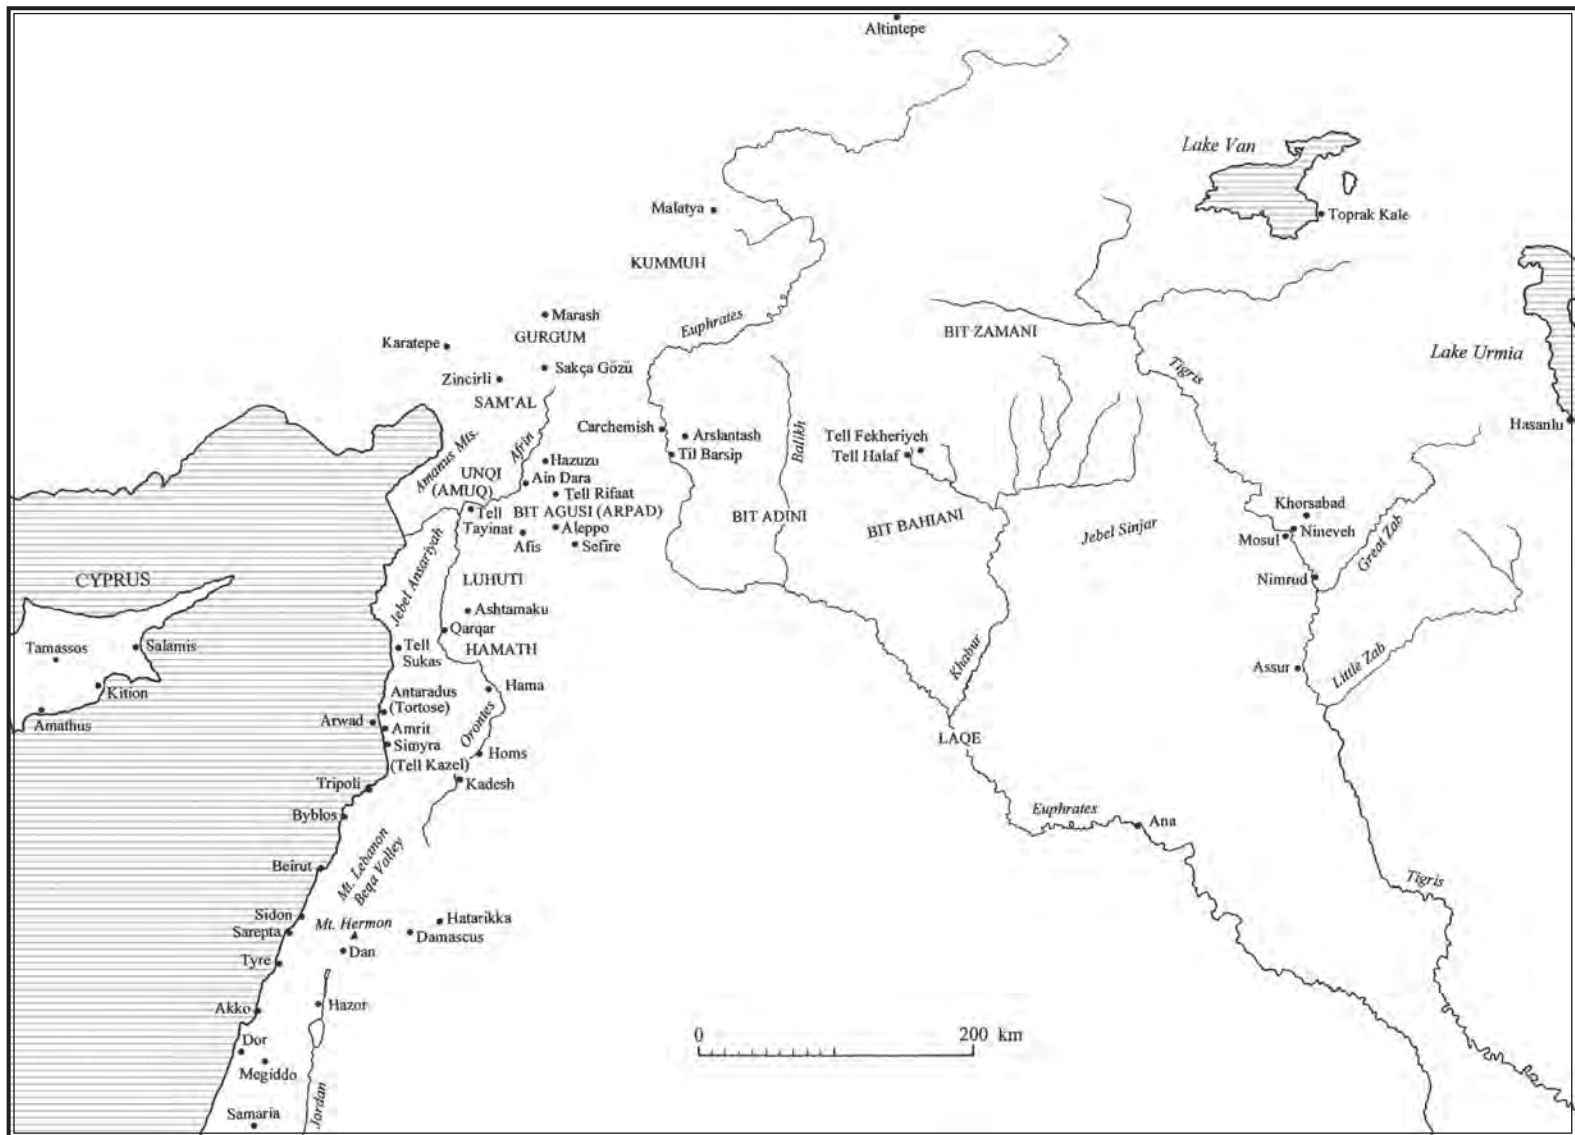 Altintepe
Lake Van
Malatya
Toprak Kale
KUMMUH
Marash
Euphrates
GURGUM
BIT ZAMANI
Karatepe
Lake Urmia
Sakça Gözü
Tigris
Zincirli
SAM'AL
Hasanlu
Carchemish
Arslantash
Balikh
Tell Fekheriyeh
Amanus Mts.
Afrin
Til Barsip
Tell Halaf
Hazuzu
UNQI
(AMUQ)
Ain Dara
Tell Rifaat
Khorsabad
Tell
Tayinat
BIT AGUSI (ARPAD)
BIT ADINI
BIT BAHIANI
Jebel Sinjar
Nineveh
Mosul
Great Zab
Aleppo
Afis
Sefire
Jebel Ansariyah
CYPRUS
LUHUTI
Nimrud
Ashtamaku
Qarqar
Tamassos
Salamis
Tell
Sukas
HAMATH
Khabur
Assur
Little Zab
Kition
Hama
Antaradus
(Tortose)
Amathus
Arwad
Amrit
Orontes
Simyra
(Tell Kazel)
LAQE
Homs
Tripoli
Kadesh
Byblos
Euphrates
Ana
Mt. Lebanon
Beqa Valley
Beirut
Tigris
Sidon
Mt. Hermon
Hatarikka
Sarepta
Damascus
Dan
Tyre
Akko
Hazor
Dor
0 200 km
Megiddo
Jordan
Samaria